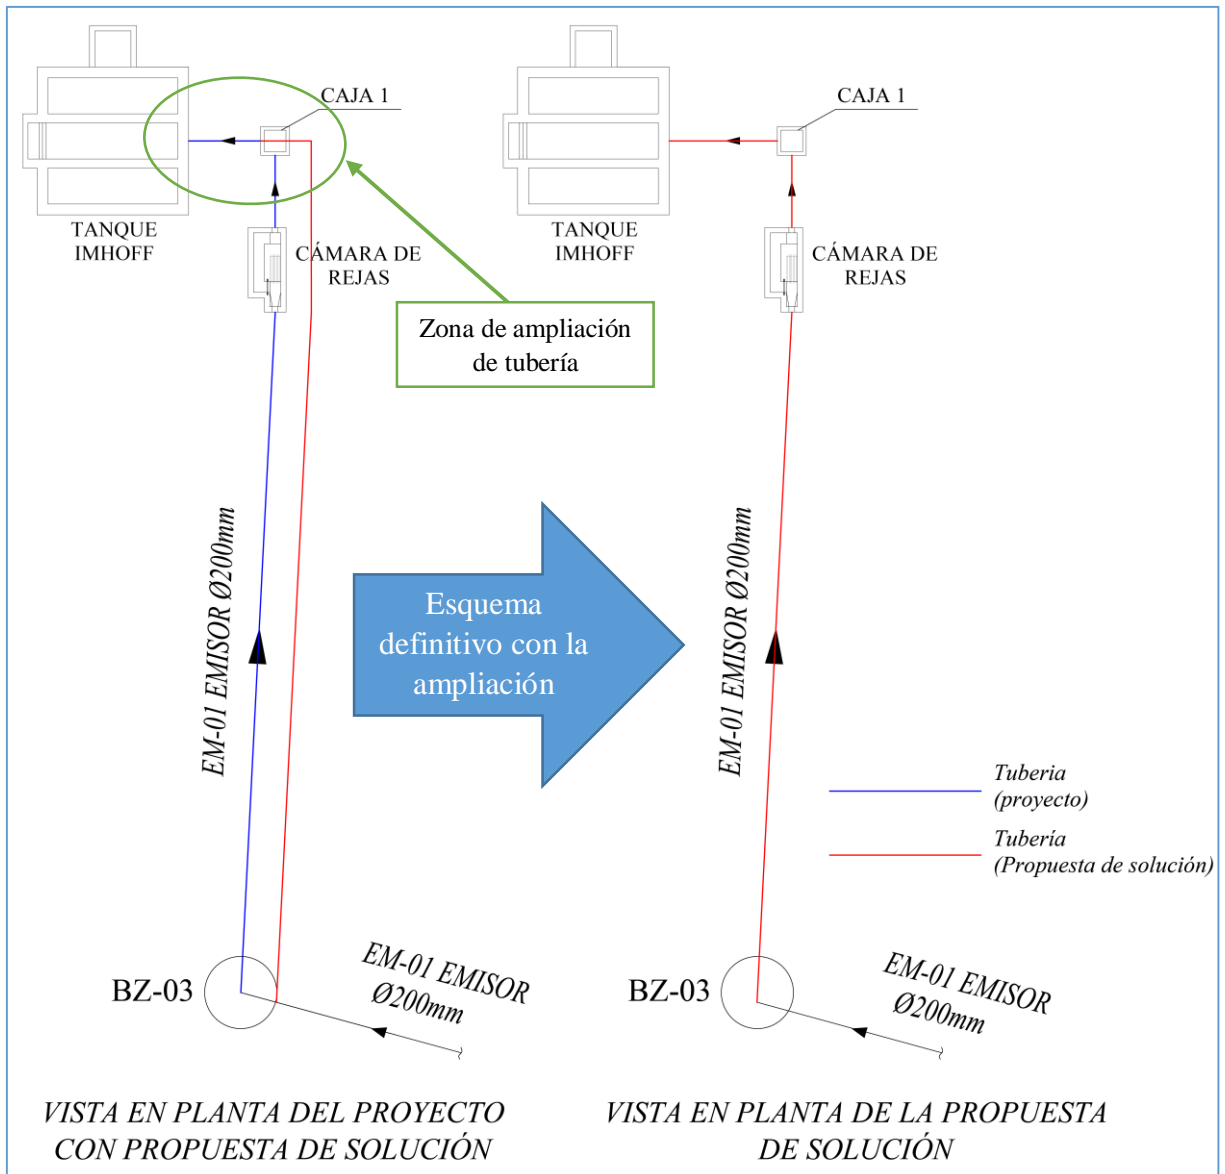 CAJA 1
TANQUE
IMHOFF
CÁMARA DE
REJAS
Zona de ampliación
de tubería
EM-01 EMISOR Ø200mm
BZ-03
EM-01 EMISOR
Ø200mm
VISTA EN PLANTA DEL PROYECTO
CON PROPUESTA DE SOLUCIÓN
Esquema
definitivo con la
ampliación
CAJA 1
TANQUE
IMHOFF
CÁMARA DE
REJAS
EM-01 EMISOR Ø200mm
Tuberia
(proyecto)
Tubería
(Propuesta de solución)
BZ-03
EM-01 EMISOR
Ø200mm
VISTA EN PLANTA DE LA PROPUESTA
DE SOLUCIÓN